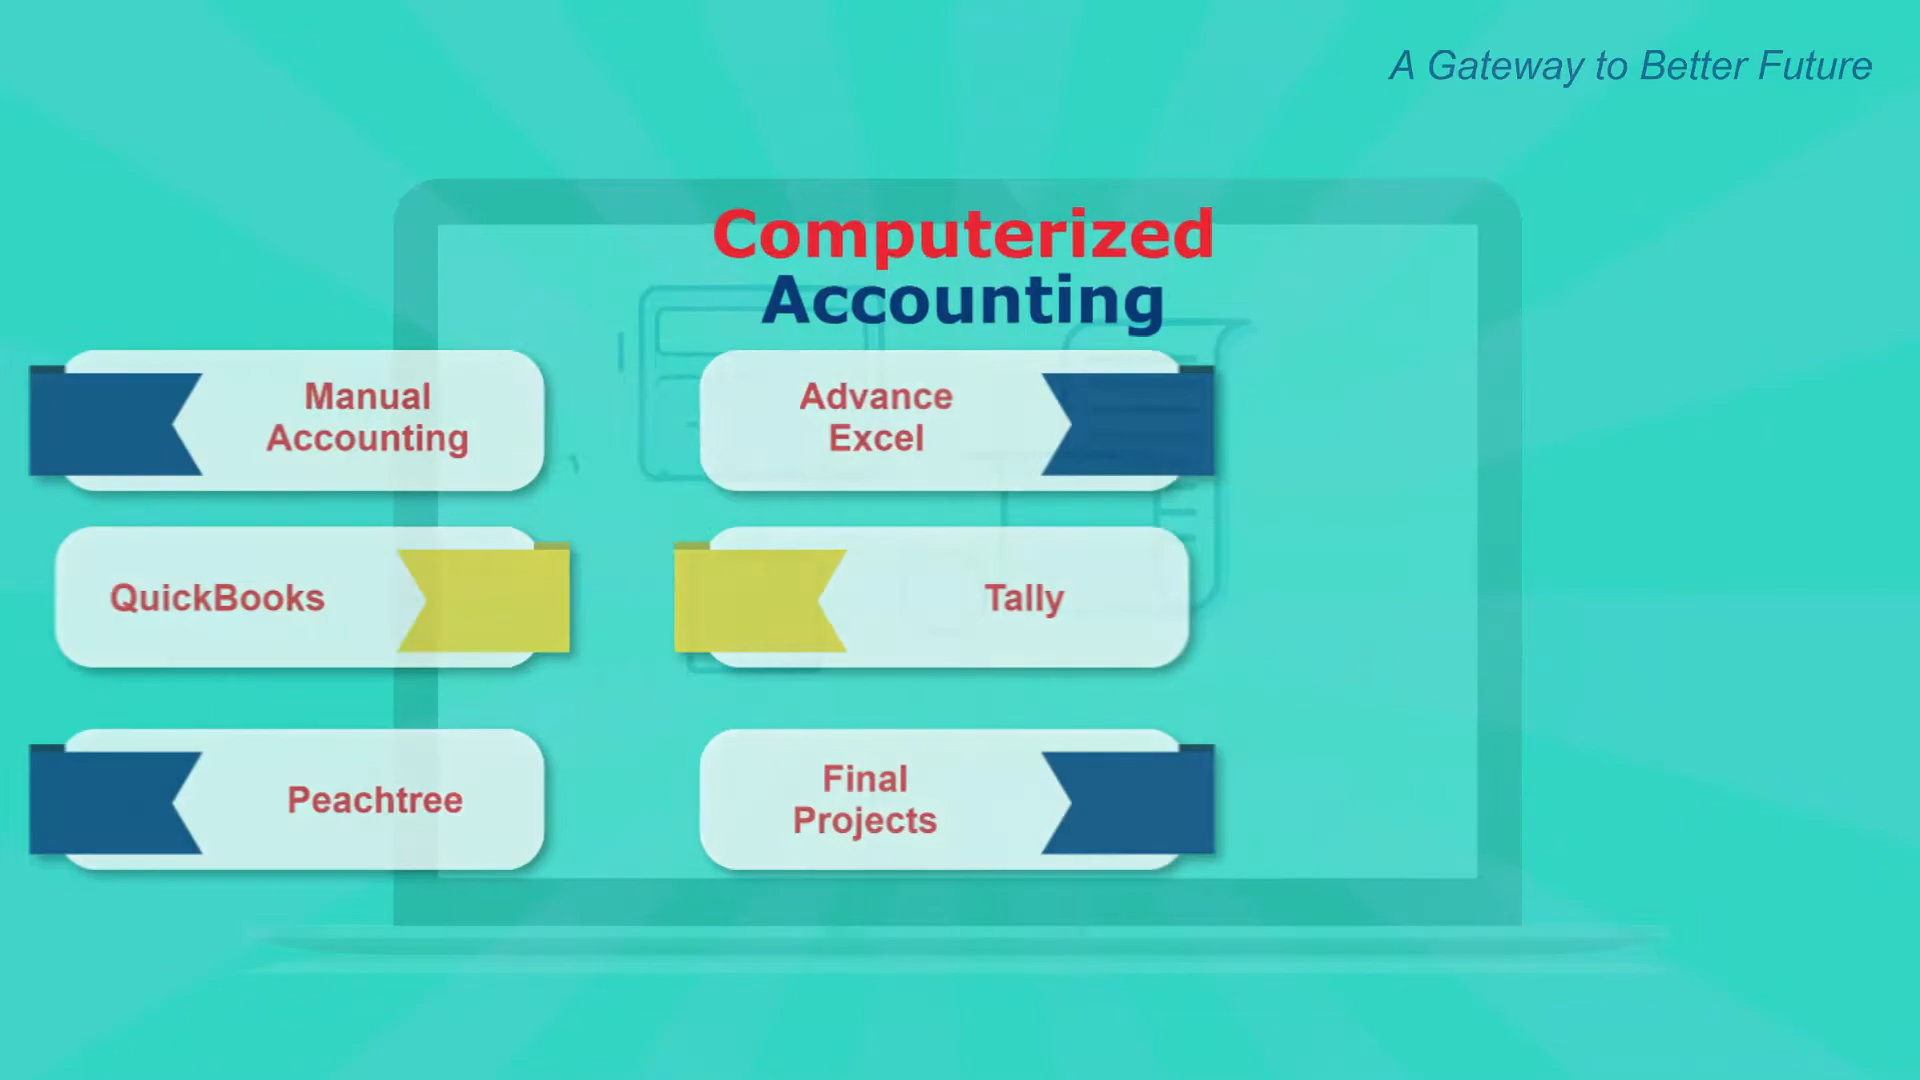 A Gateway to Better Future
Computerized
Accounting
Manual
Accounting
Advance
Excel
QuickBooks
Tally
Peachtree
Final
Projects